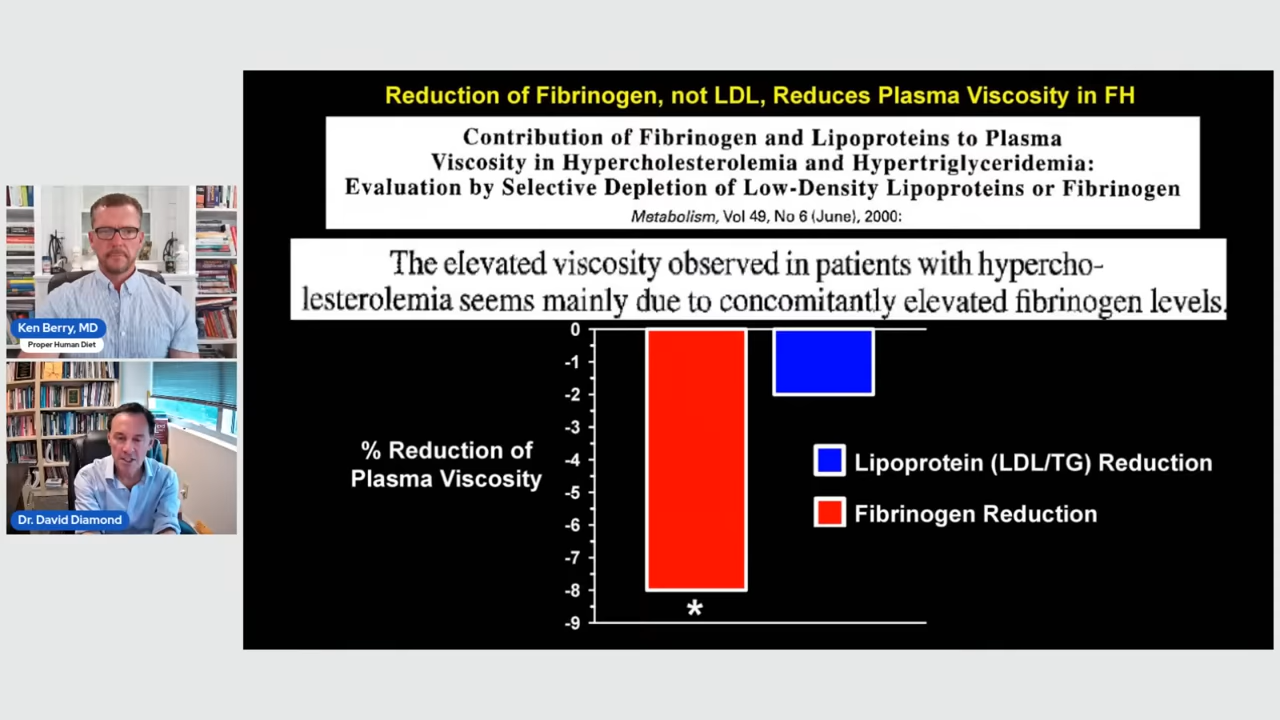 Reduction of Fibrinogen, not LDL, Reduces Plasma Viscosity in FH
Contribution of Fibrinogen and Lipoproteins to Plasma
Viscosity in Hypercholesterolemia and Hypertriglyceridemia:
Evaluation by Selective Depletion of Low-Density Lipoproteins or Fibrinogen
Metabolism, Vol 49, No 6 (June), 2000:
The elevated viscosity observed in patients with hypercho-
lesterolemia seems mainly due to concomitantly elevated fibrinogen levels.
Ken Berry, MD
Proper Human Diet
Dr. David Diamond
0
-1
-2
-3
-4
-5
-6
-7
-8
-9
% Reduction of
Plasma Viscosity
Lipoprotein (LDL/TG) Reduction
Fibrinogen Reduction
*